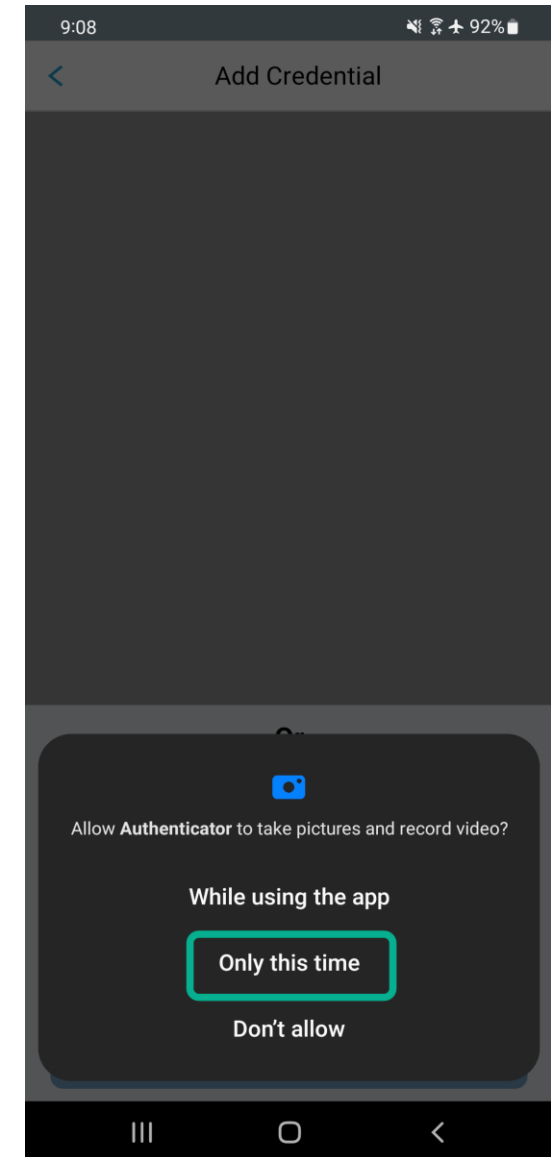 9:08 92%
Add Credential
Or
Allow Authenticator to take pictures and record video?
While using the app
Only this time
Don't allow